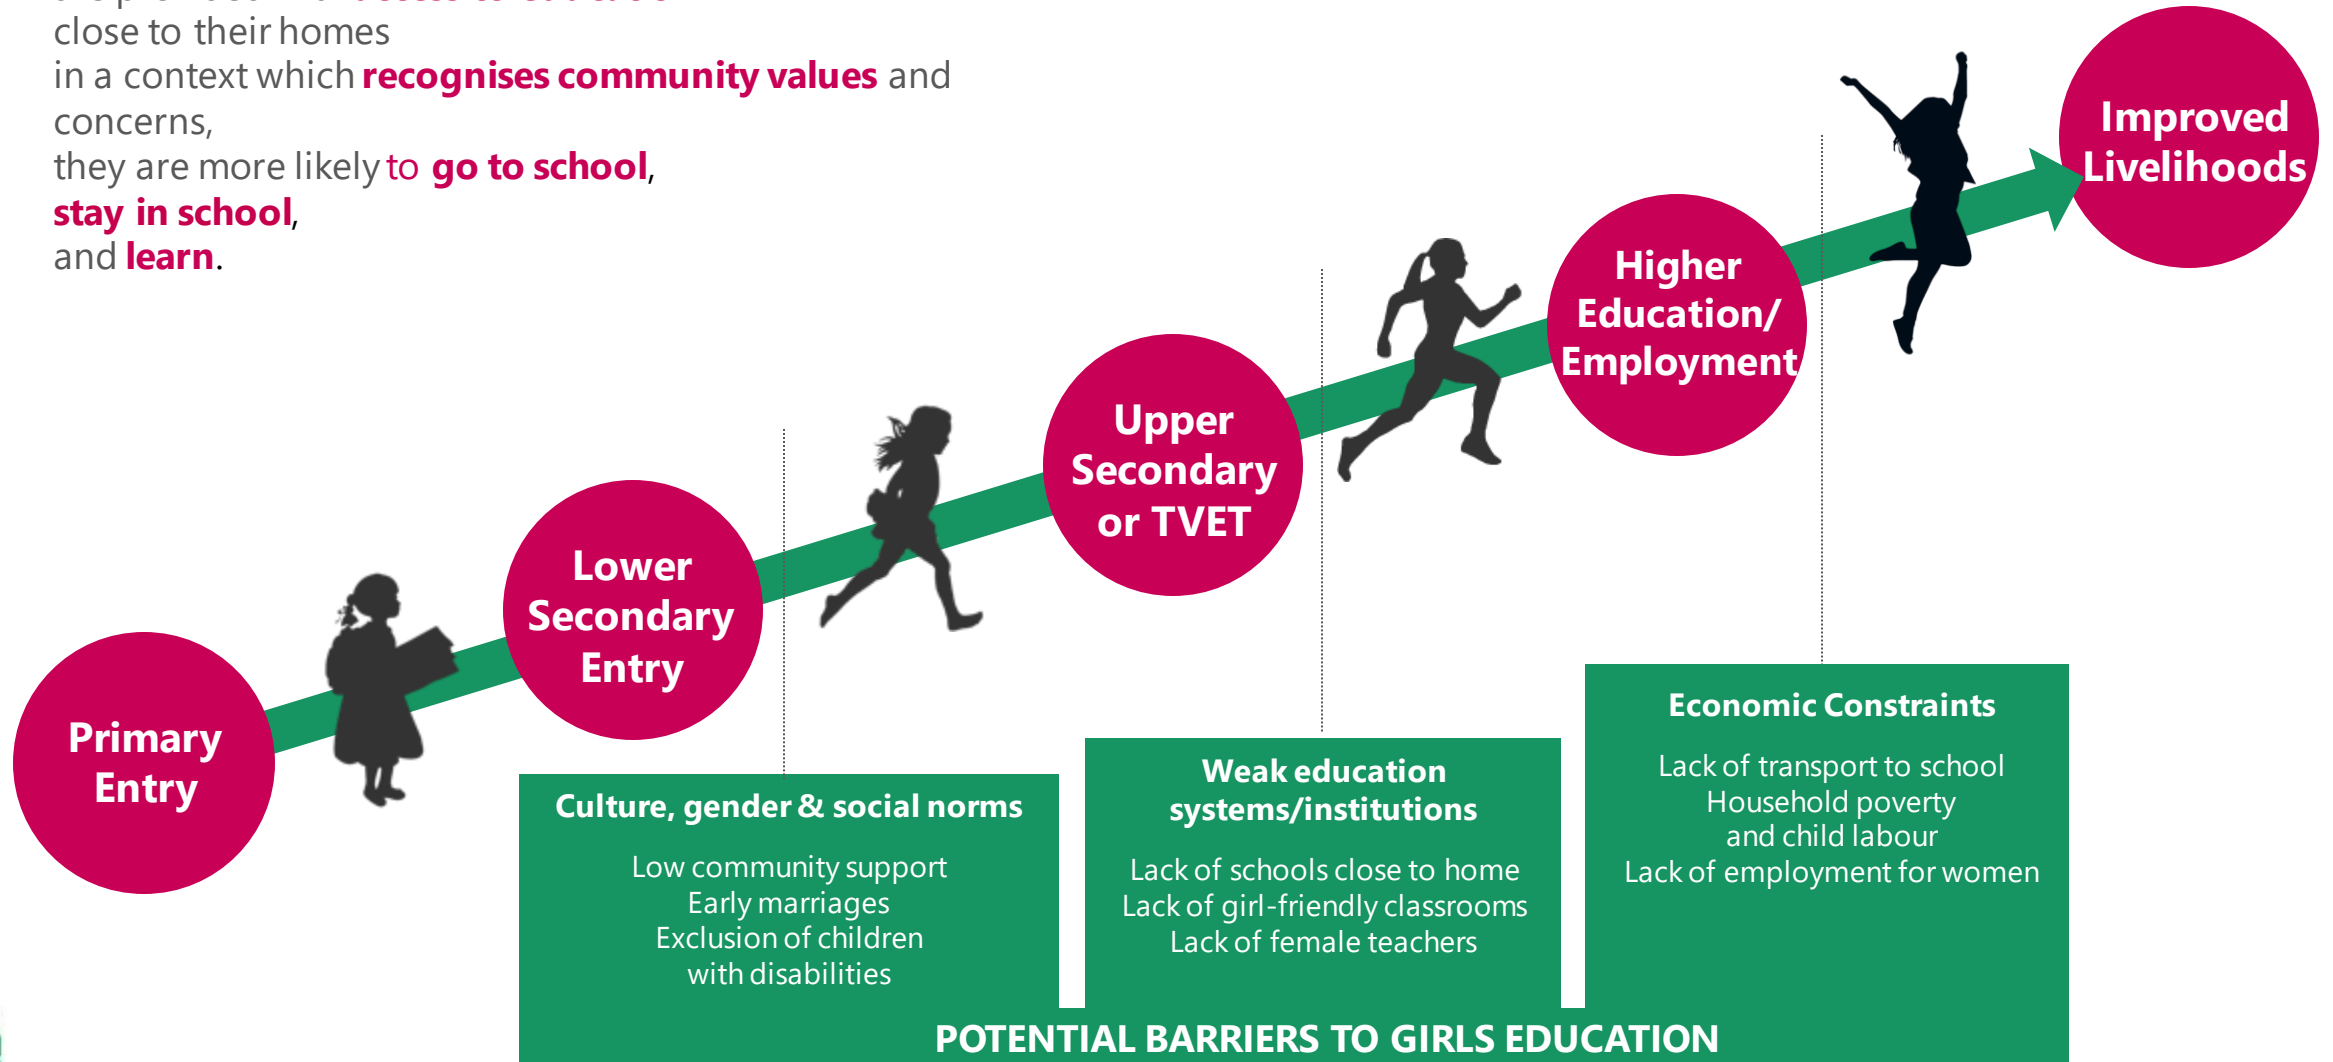 close to their homes
in a context which recognises community values and
concerns,
they are more likely to go to school,
stay in school,
and learn.
Improved
Livelihoods
Higher
Education/
Employment
Upper
Secondary
or TVET
Lower
Secondary
Entry
Primary
Entry
Culture, gender & social norms
Low community support
Early marriages
Exclusion of children
with disabilities
Weak education
systems/institutions
Lack of schools close to home
Lack of girl-friendly classrooms
Lack of female teachers
Economic Constraints
Lack of transport to school
Household poverty
and child labour
Lack of employment for women
POTENTIAL BARRIERS TO GIRLS EDUCATION